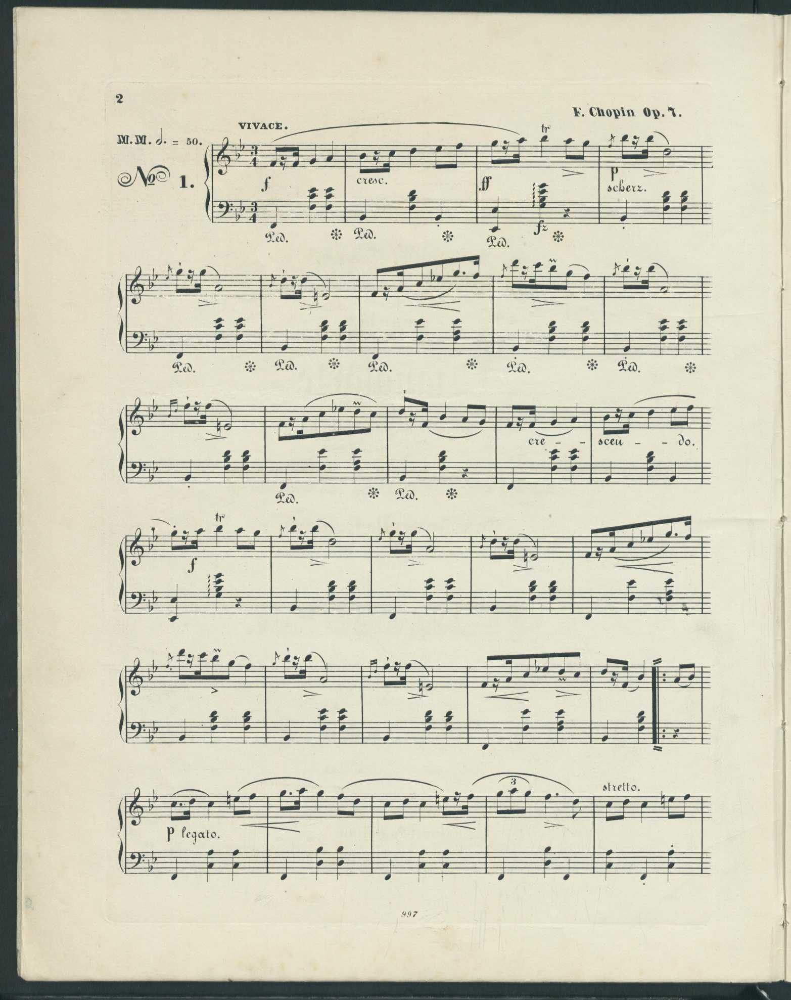 2
F. Chopin Op. 7.
VIVACE.
M.M. 𝅗𝅥. = 50.
No 1.
tr
f cresc. ff p
scherz.
fz
Ped. Ped. Ped.
Ped. Ped. Ped. Ped. Ped.
cre - - scen - - do.
Ped. Ped.
tr
f
3 stretto.
p legato.
997